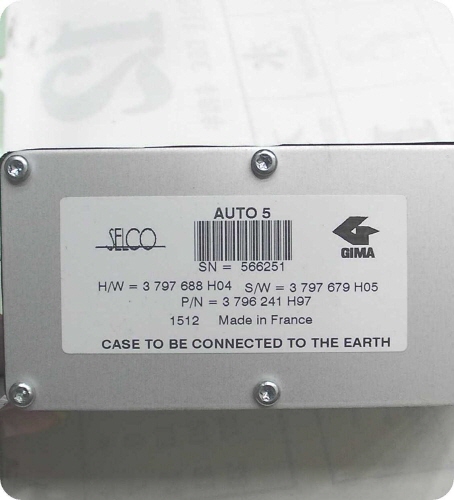 AUTO 5
SELCO
GIMA
SN = 566251
H/W = 3 797 688 H04 S/W = 3 797 679 H05
P/N = 3 796 241 H97
1512 Made in France
CASE TO BE CONNECTED TO THE EARTH